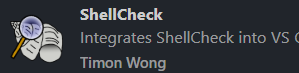 ShellCheck
Integrates ShellCheck into VS
Timon Wong